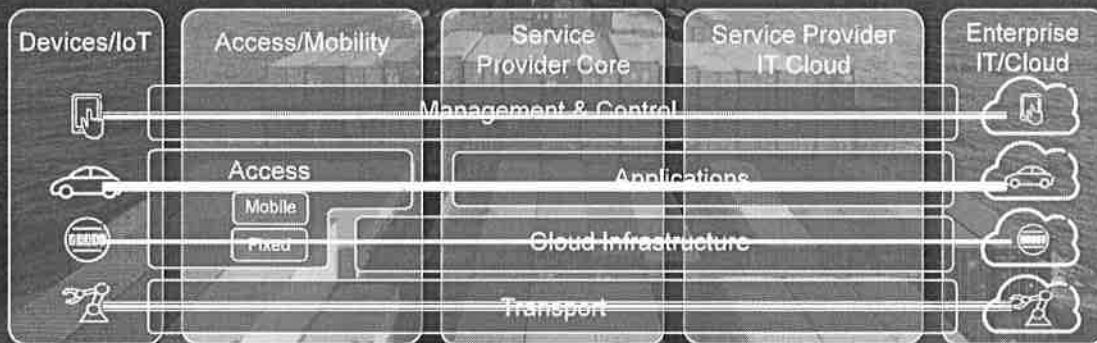 Devices/IoT
Access/Mobility
Service
Provider Core
Service Provider
IT Cloud
Enterprise
IT/Cloud
Management & Control
Access
Applications
Mobile
Fixed
Cloud Infrastructure
Transport